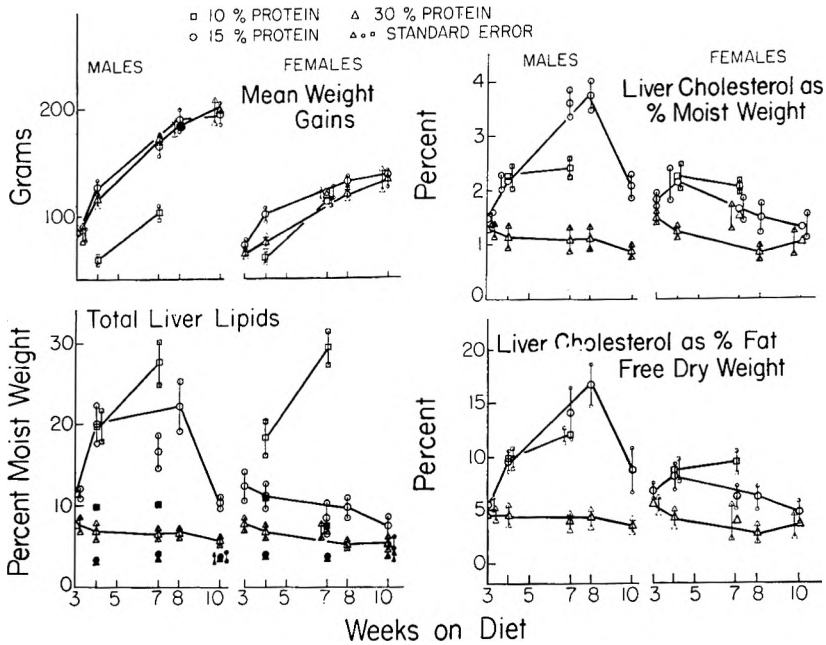 10 % PROTEIN
30 % PROTEIN
15 % PROTEIN
STANDARD ERROR
MALES
FEMALES
Mean Weight
Gains
Grams
200
100
MALES
FEMALES
Liver Cholesterol as
% Moist Weight
Percent
4
3
2
1
0
Total Liver Lipids
Percent Moist Weight
30
20
10
0
3 5 7 8 10
3 5 7 8 10
Liver Cholesterol as % Fat
Free Dry Weight
Percent
20
15
10
5
0
3 5 7 8 10
3 5 7 8 10
Weeks on Diet